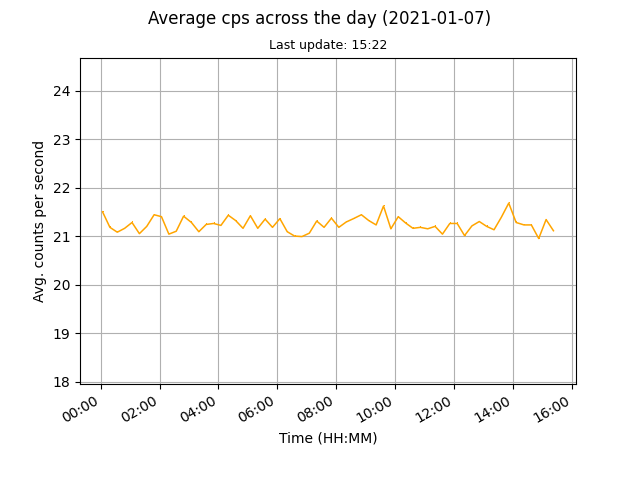 Average cps across the day (2021-01-07)
Last update: 15:22
24
23
22
21
20
19
18
Avg. counts per second
00:00 02:00 04:00 06:00 08:00 10:00 12:00 14:00 16:00
Time (HH:MM)